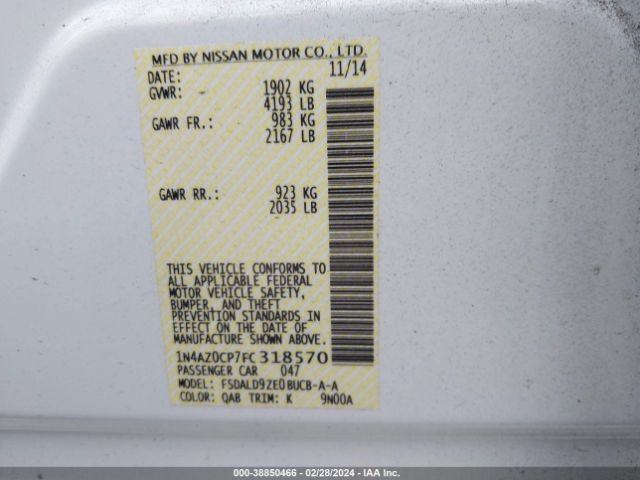 MFD BY NISSAN MOTOR CO., LTD.
DATE: 11/14
GVWR: 1902 KG
4193 LB
GAWR FR.: 983 KG
2167 LB
GAWR RR.: 923 KG
2035 LB
THIS VEHICLE CONFORMS TO
ALL APPLICABLE FEDERAL
MOTOR VEHICLE SAFETY,
BUMPER, AND THEFT
PREVENTION STANDARDS IN
EFFECT ON THE DATE OF
MANUFACTURE SHOWN ABOVE.
1N4AZ0CP7FC318570
PASSENGER CAR 047
MODEL: FSDALD9ZE0BUCB-A-A
COLOR: QAB TRIM: K 9N00A
000-38850466 - 02/28/2024 - IAA Inc.